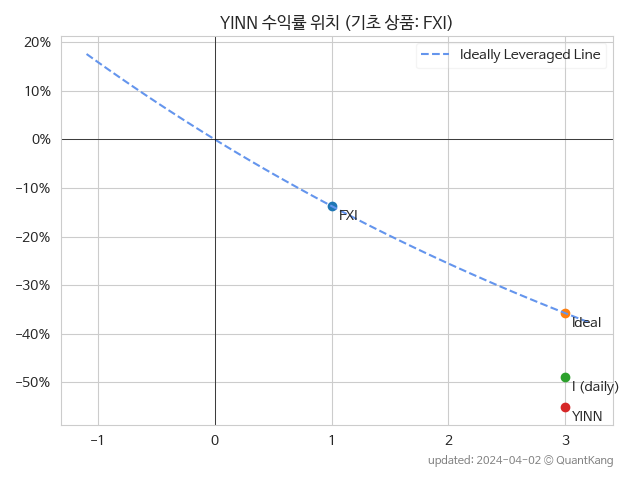 YINN 수익률 위치 (기초 상품: FXI)
20%
10%
0%
−10%
−20%
−30%
−40%
−50%
Ideally Leveraged Line
FXI
Ideal
I (daily)
YINN
−1
0
1
2
3
updated: 2024-04-02 © QuantKang